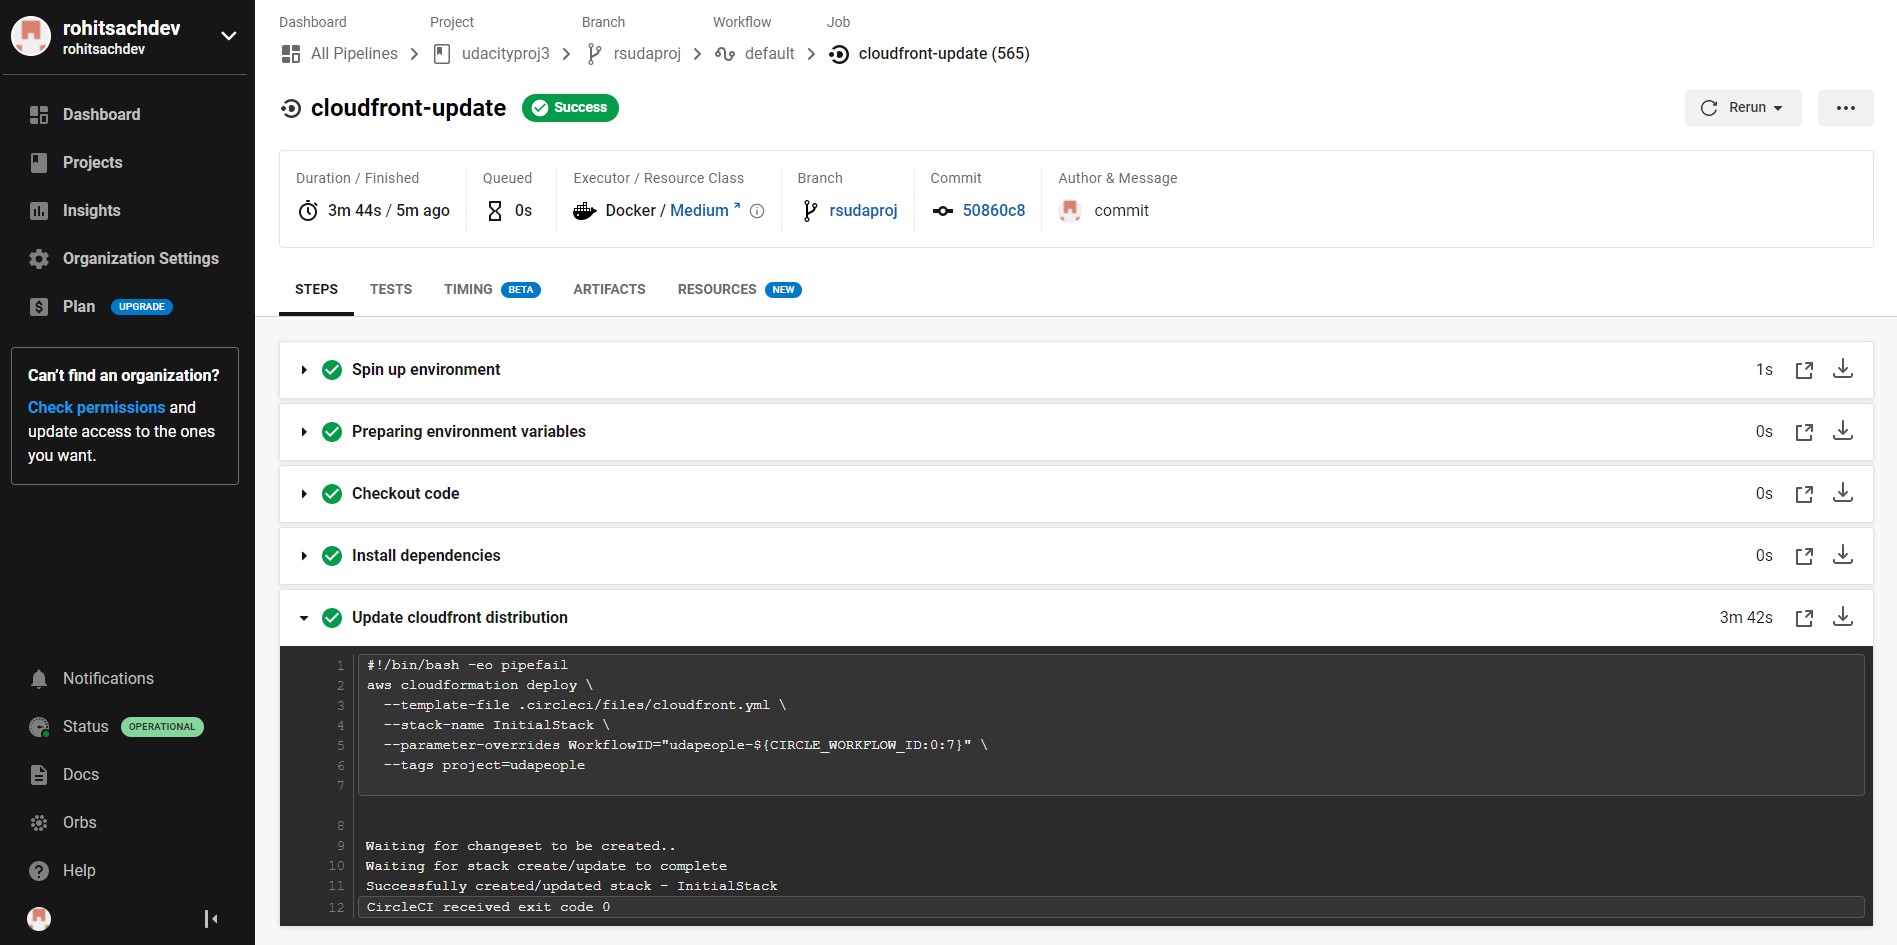 rohitsachdev
rohitsachdev
Dashboard
Projects
Insights
Organization Settings
Plan UPGRADE
Can't find an organization?
Check permissions and
update access to the ones
you want.
Notifications
Status OPERATIONAL
Docs
Orbs
Help
Dashboard Project Branch Workflow Job
All Pipelines udacityproj3 rsudaproj default cloudfront-update (565)
cloudfront-update Success
Rerun
Duration / Finished Queued Executor / Resource Class Branch Commit Author & Message
3m 44s / 5m ago 0s Docker / Medium rsudaproj 50860c8 commit
STEPS TESTS TIMING BETA ARTIFACTS RESOURCES NEW
Spin up environment 1s
Preparing environment variables 0s
Checkout code 0s
Install dependencies 0s
Update cloudfront distribution 3m 42s
1 #!/bin/bash -eo pipefail
2 aws cloudformation deploy \
3 --template-file .circleci/files/cloudfront.yml \
4 --stack-name InitialStack \
5 --parameter-overrides WorkflowID="udapeople-${CIRCLE_WORKFLOW_ID:0:7}" \
6 --tags project=udapeople
7
8
9 Waiting for changeset to be created..
10 Waiting for stack create/update to complete
11 Successfully created/updated stack - InitialStack
12 CircleCI received exit code 0